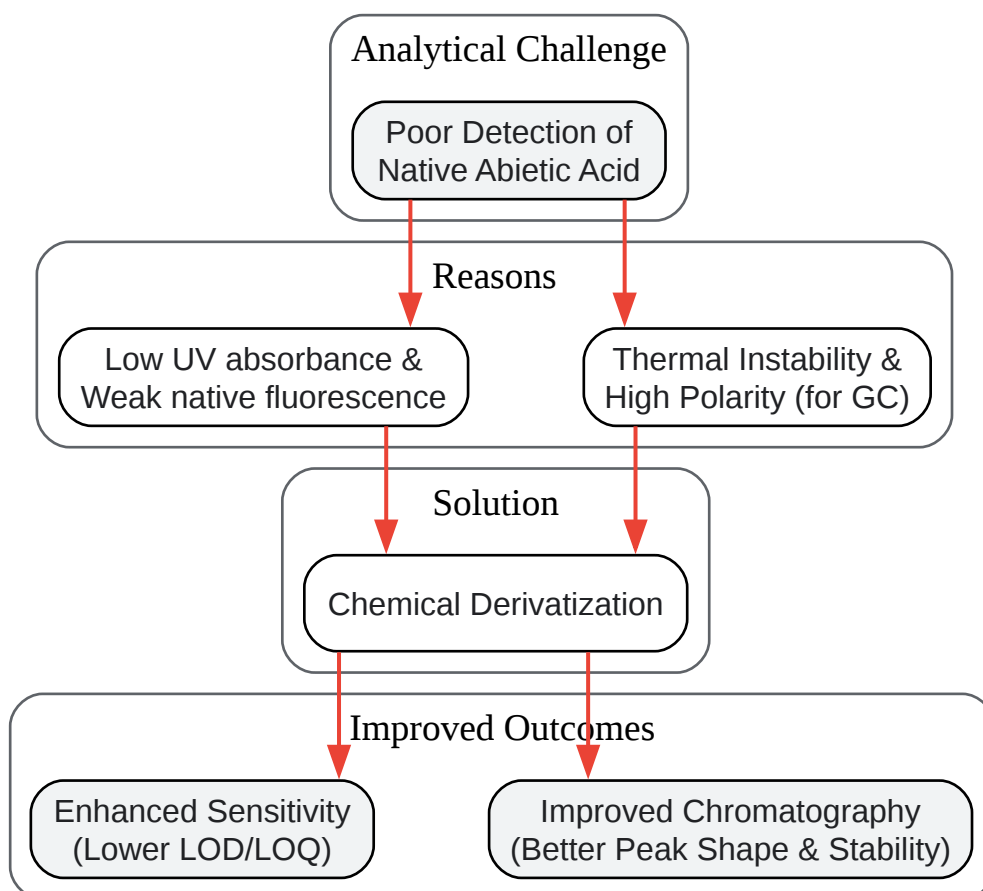 Analytical Challenge
Poor Detection of
Native Abietic Acid
Reasons
Low UV absorbance &
Weak native fluorescence
Thermal Instability &
High Polarity (for GC)
Solution
Chemical Derivatization
Improved Outcomes
Enhanced Sensitivity
(Lower LOD/LOQ)
Improved Chromatography
(Better Peak Shape & Stability)